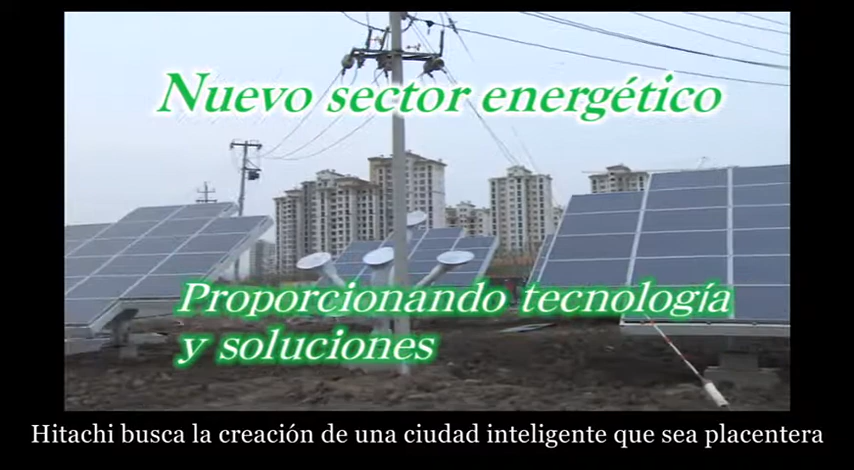 Nuevo sector energético
Proporcionando tecnología
y soluciones
Hitachi busca la creación de una ciudad inteligente que sea placentera